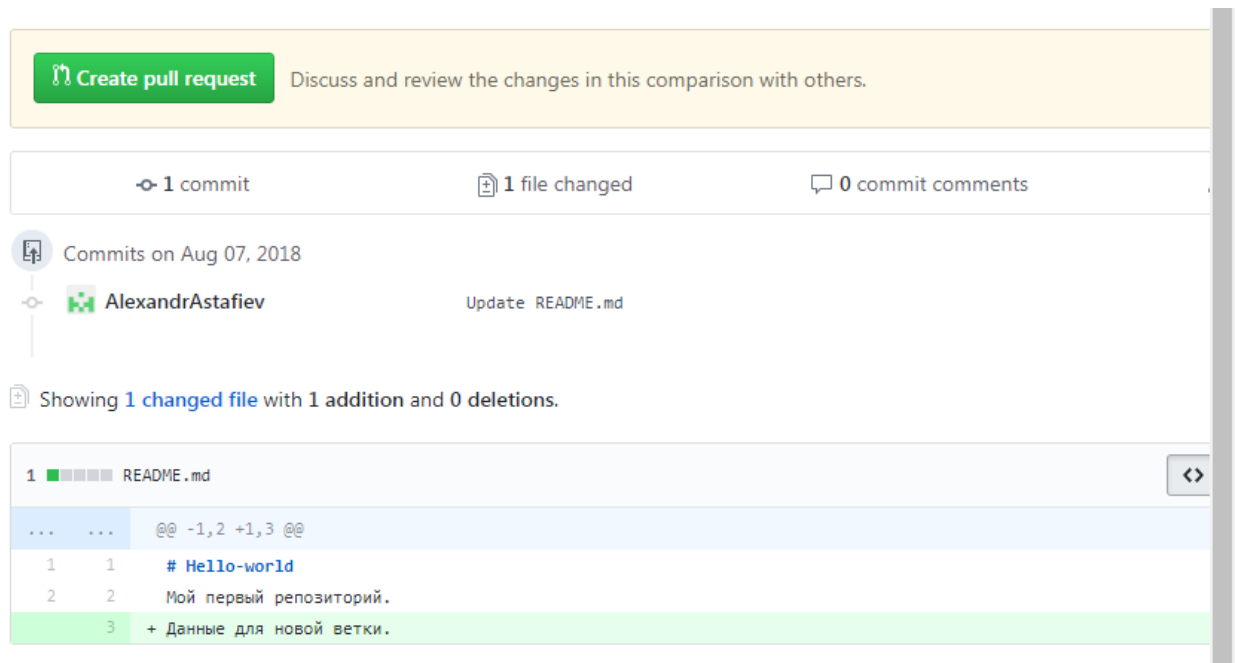 Create pull request Discuss and review the changes in this comparison with others.
1 commit 1 file changed 0 commit comments
Commits on Aug 07, 2018
AlexandrAstafiev Update README.md
Showing 1 changed file with 1 addition and 0 deletions.
1 README.md <>
... ... @@ -1,2 +1,3 @@
1 1 # Hello-world
2 2 Мой первый репозиторий.
3 + Данные для новой ветки.